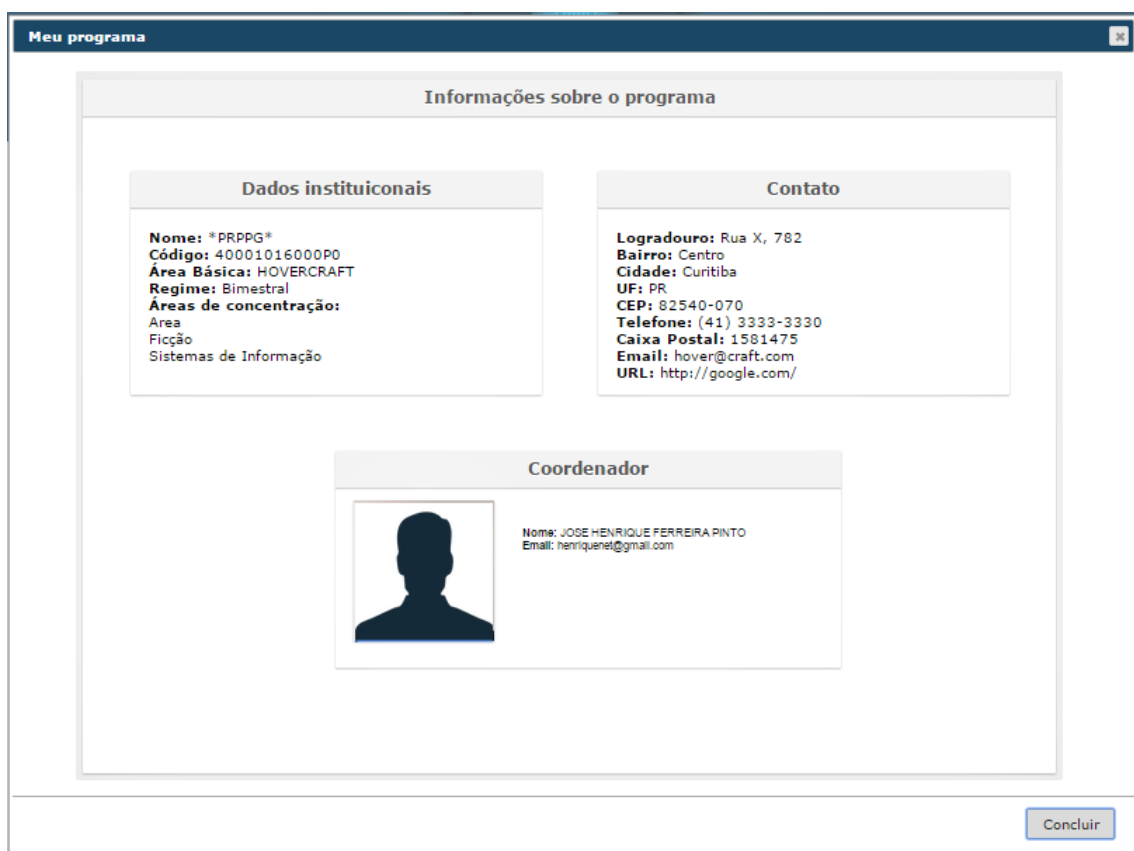 Meu programa
Informações sobre o programa
Dados instituiconais
Nome: *PRPPG*
Código: 40001016000P0
Área Básica: HOVERCRAFT
Regime: Bimestral
Áreas de concentração:
Area
Ficção
Sistemas de Informação
Contato
Logradouro: Rua X, 782
Bairro: Centro
Cidade: Curitiba
UF: PR
CEP: 82540-070
Telefone: (41) 3333-3330
Caixa Postal: 1581475
Email: hover@craft.com
URL: http://google.com/
Coordenador
Nome: JOSE HENRIQUE FERREIRA PINTO
Email: henriquenet@gmail.com
Concluir